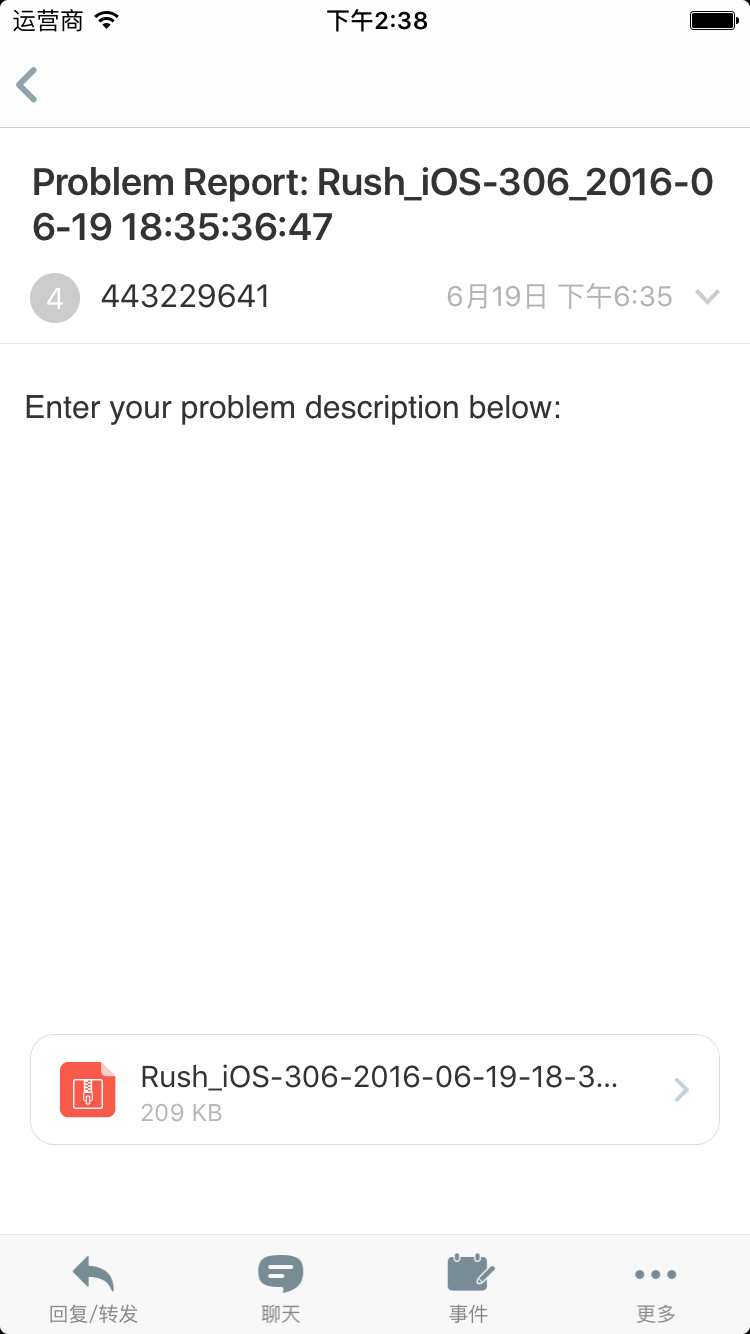 运营商
下午2:38
Problem Report: Rush_iOS-306_2016-0
6-19 18:35:36:47
4
443229641
6月19日 下午6:35
Enter your problem description below:
Rush_iOS-306-2016-06-19-18-3...
209 KB
回复/转发
聊天
事件
更多